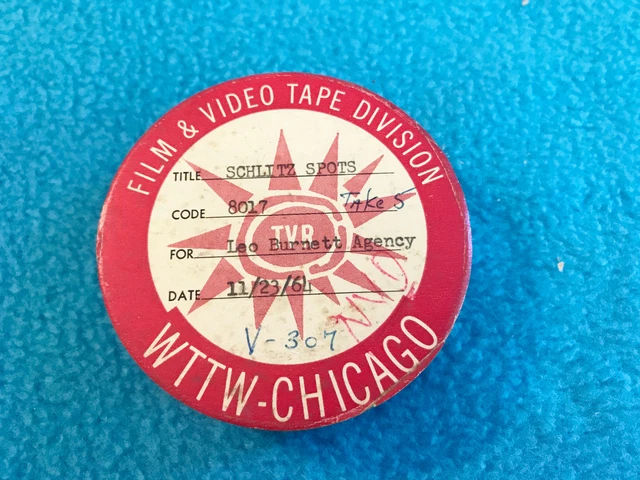 FILM & VIDEO TAPE DIVISION
TITLE SCHLITZ SPOTS
CODE 8017 TAKE 5
TVR
FOR Leo Burnett Agency
DATE 11/23/64
V-307
WTTW-CHICAGO